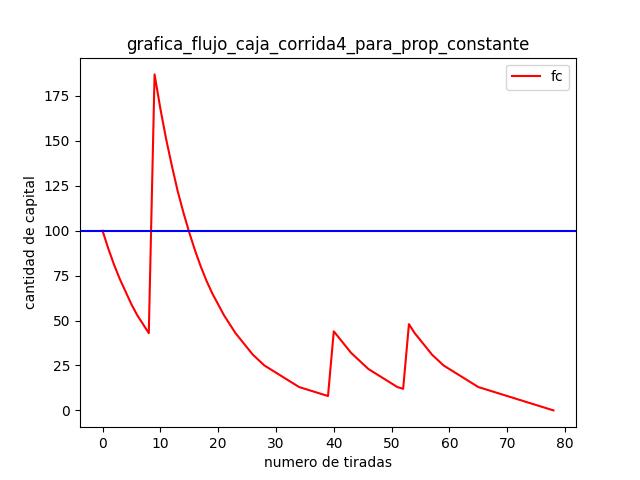 grafica_flujo_caja_corrida4_para_prop_constante
fc
175
150
125
100
75
50
25
0
cantidad de capital
0 10 20 30 40 50 60 70 80
numero de tiradas